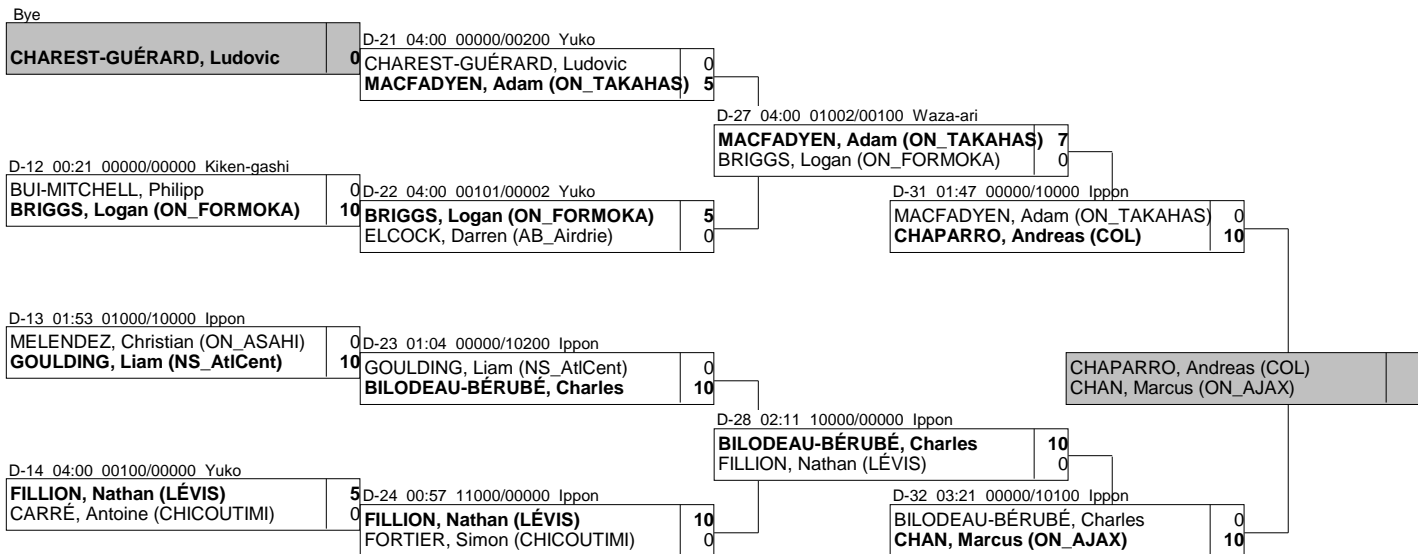 Bye
CHAREST-GUÉRARD, Ludovic 0
D-21 04:00 00000/00200 Yuko
CHAREST-GUÉRARD, Ludovic 0
MACFADYEN, Adam (ON_TAKAHAS) 5
D-27 04:00 01002/00100 Waza-ari
MACFADYEN, Adam (ON_TAKAHAS) 7
BRIGGS, Logan (ON_FORMOKA) 0
D-12 00:21 00000/00000 Kiken-gashi
BUI-MITCHELL, Philipp 0
BRIGGS, Logan (ON_FORMOKA) 10
D-22 04:00 00101/00002 Yuko
BRIGGS, Logan (ON_FORMOKA) 5
ELCOCK, Darren (AB_Airdrie) 0
D-31 01:47 00000/10000 Ippon
MACFADYEN, Adam (ON_TAKAHAS) 0
CHAPARRO, Andreas (COL) 10
D-13 01:53 01000/10000 Ippon
MELENDEZ, Christian (ON_ASAHI) 0
GOULDING, Liam (NS_AtlCent) 10
D-23 01:04 00000/10200 Ippon
GOULDING, Liam (NS_AtlCent) 0
BILODEAU-BÉRUBÉ, Charles 10
CHAPARRO, Andreas (COL)
CHAN, Marcus (ON_AJAX)
D-28 02:11 10000/00000 Ippon
BILODEAU-BÉRUBÉ, Charles 10
FILLION, Nathan (LÉVIS) 0
D-14 04:00 00100/00000 Yuko
FILLION, Nathan (LÉVIS) 5
CARRÉ, Antoine (CHICOUTIMI) 0
D-24 00:57 11000/00000 Ippon
FILLION, Nathan (LÉVIS) 10
FORTIER, Simon (CHICOUTIMI) 0
D-32 03:21 00000/10100 Ippon
BILODEAU-BÉRUBÉ, Charles 0
CHAN, Marcus (ON_AJAX) 10